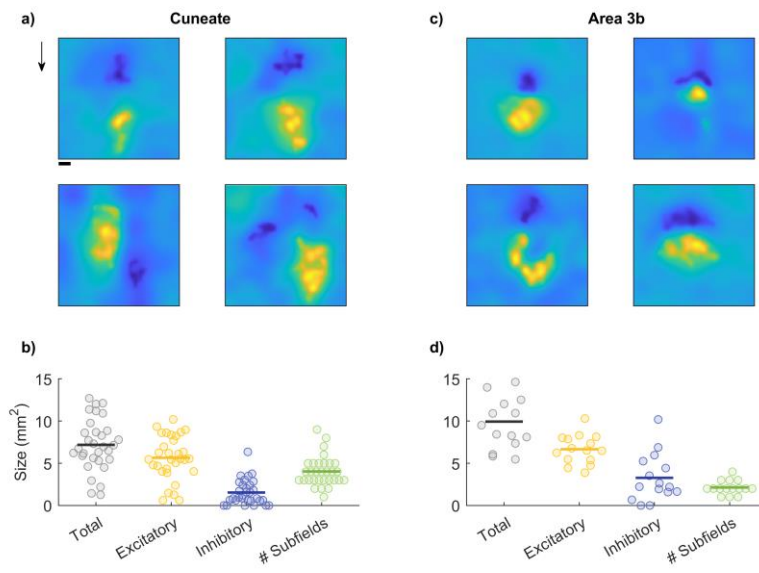 a) Cuneate
c) Area 3b
b)
Size (mm²)
15
10
5
0
Total
Excitatory
Inhibitory
# Subfields
d)
15
10
5
0
Total
Excitatory
Inhibitory
# Subfields